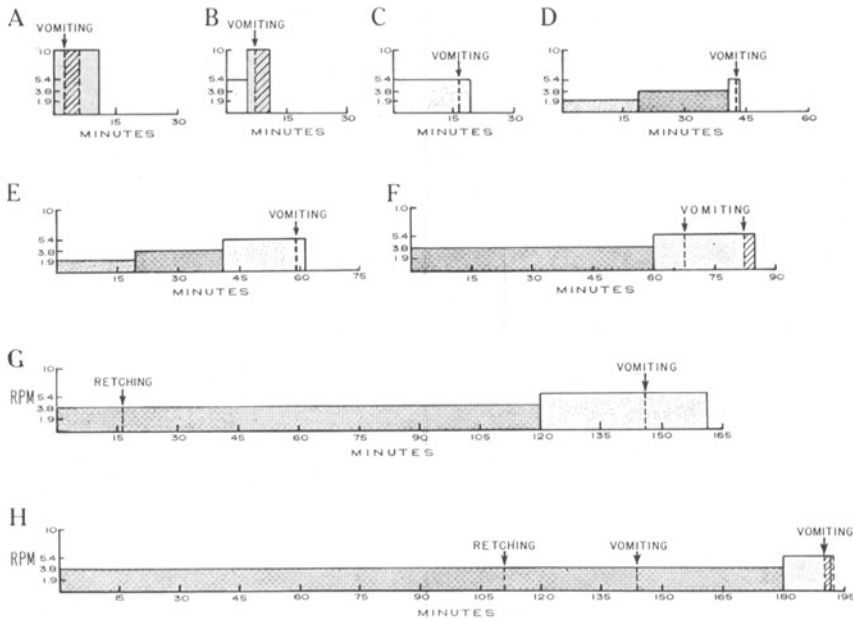 A B C D
VOMITING VOMITING VOMITING VOMITING
10 10 10 10
5.4 5.4 5.4 5.4
3.8 3.8 3.8 3.8
1.9 1.9 1.9 1.9
15 30 15 30 15 30 15 30 45 60
MINUTES MINUTES MINUTES MINUTES
E F
VOMITING VOMITING
10 1.0
5.4 5.4
3.8 3.8
1.9 1.9
15 30 45 60 75 15 30 45 60 75 90
MINUTES MINUTES
G
RETCHING VOMITING
10
RPM 5.4
3.8
1.9
15 30 45 60 75 90 105 120 135 150 165
MINUTES
H
RETCHING VOMITING VOMITING
10
RPM 5.4
3.8
1.9
15 30 45 60 75 90 105 120 135 150 165 180 195
MINUTES